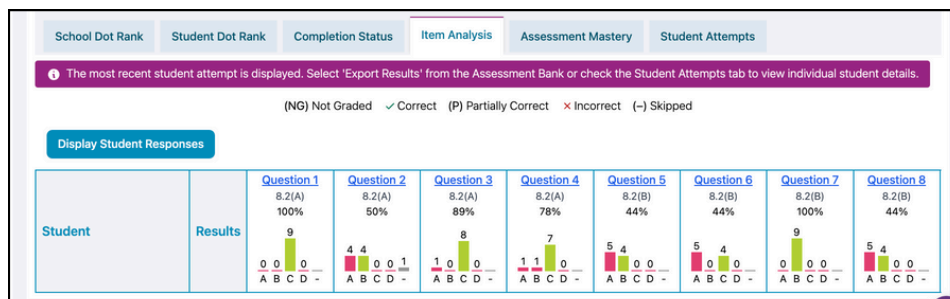 School Dot Rank Student Dot Rank Completion Status Item Analysis Assessment Mastery Student Attempts
The most recent student attempt is displayed. Select 'Export Results' from the Assessment Bank or check the Student Attempts tab to view individual student details.
(NG) Not Graded ✓ Correct (P) Partially Correct × Incorrect (–) Skipped
Display Student Responses
Student Results
Question 1 Question 2 Question 3 Question 4 Question 5 Question 6 Question 7 Question 8
8.2(A) 8.2(A) 8.2(A) 8.2(A) 8.2(B) 8.2(B) 8.2(B) 8.2(B)
100% 50% 89% 78% 44% 44% 100% 44%
0 0 9 0 4 4 0 0 1 1 0 8 0 1 1 7 0 5 4 0 0 5 0 4 0 0 9 0 0 5 4 0 0
A B C D - A B C D - A B C D - A B C D - A B C D - A B C D - A B C D - A B C D -